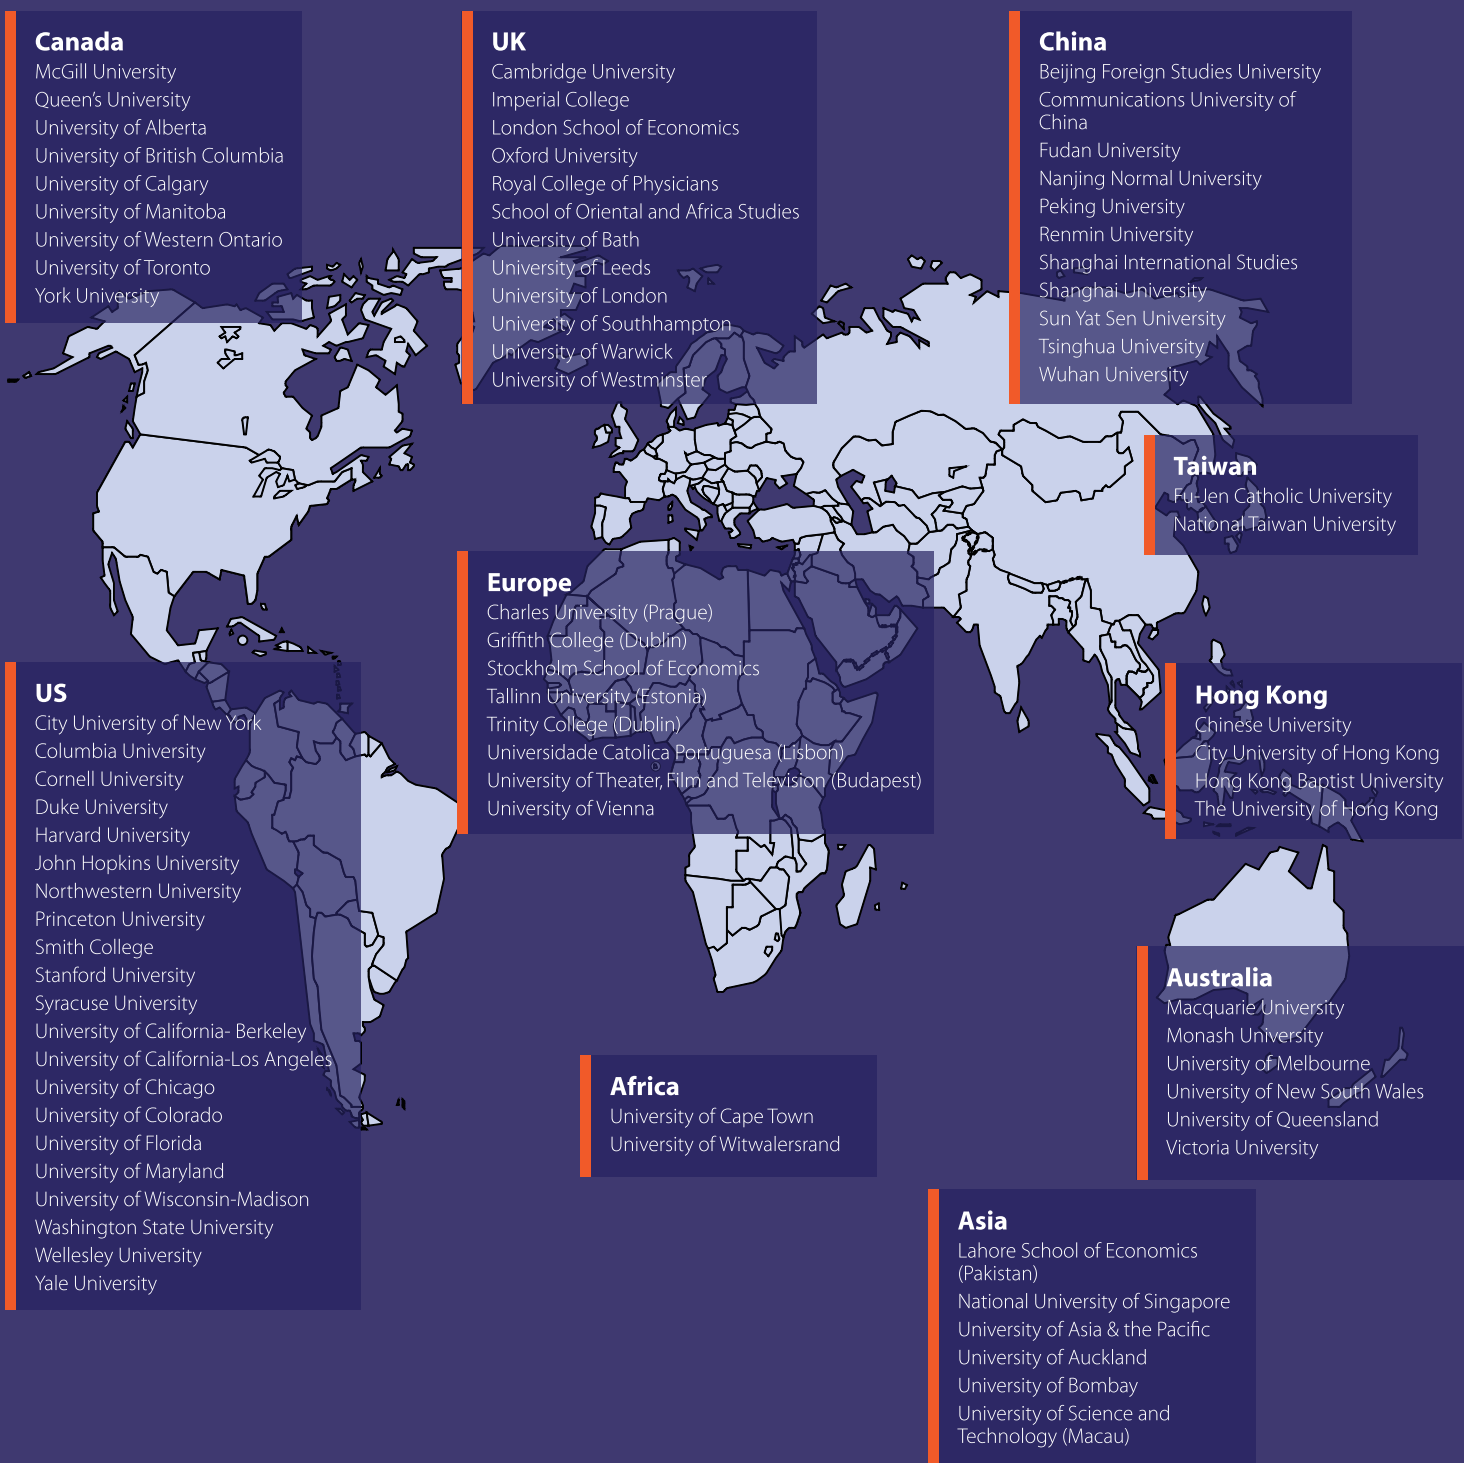 Canada
McGill University
Queen's University
University of Alberta
University of British Columbia
University of Calgary
University of Manitoba
University of Western Ontario
University of Toronto
York University
UK
Cambridge University
Imperial College
London School of Economics
Oxford University
Royal College of Physicians
School of Oriental and Africa Studies
University of Bath
University of Leeds
University of London
University of Southhampton
University of Warwick
University of Westminster
China
Beijing Foreign Studies University
Communications University of
China
Fudan University
Nanjing Normal University
Peking University
Renmin University
Shanghai International Studies
Shanghai University
Sun Yat Sen University
Tsinghua University
Wuhan University
Taiwan
Fu-Jen Catholic University
National Taiwan University
Europe
Charles University (Prague)
Griffith College (Dublin)
Stockholm School of Economics
Tallinn University (Estonia)
Trinity College (Dublin)
Universidade Catolica Portuguesa (Lisbon)
University of Theater, Film and Television (Budapest)
University of Vienna
US
City University of New York
Columbia University
Cornell University
Duke University
Harvard University
John Hopkins University
Northwestern University
Princeton University
Smith College
Stanford University
Syracuse University
University of California- Berkeley
University of California-Los Angeles
University of Chicago
University of Colorado
University of Florida
University of Maryland
University of Wisconsin-Madison
Washington State University
Wellesley University
Yale University
Hong Kong
Chinese University
City University of Hong Kong
Hong Kong Baptist University
The University of Hong Kong
Australia
Macquarie University
Monash University
University of Melbourne
University of New South Wales
University of Queensland
Victoria University
Africa
University of Cape Town
University of Witwalersrand
Asia
Lahore School of Economics
(Pakistan)
National University of Singapore
University of Asia & the Pacific
University of Auckland
University of Bombay
University of Science and
Technology (Macau)